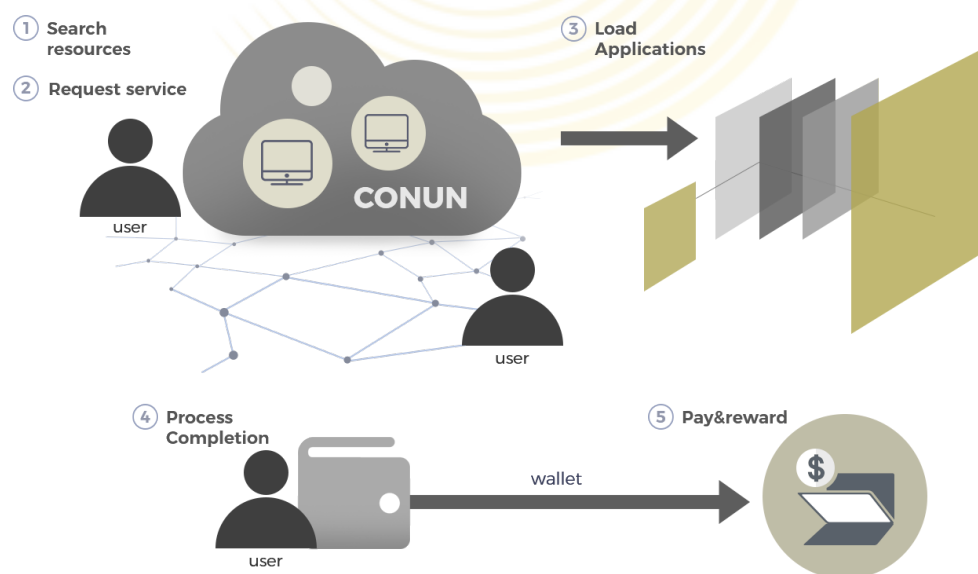 1 Search
resources
2 Request service
user
CONUN
user
3 Load
Applications
4 Process
Completion
user
wallet
5 Pay&reward
$